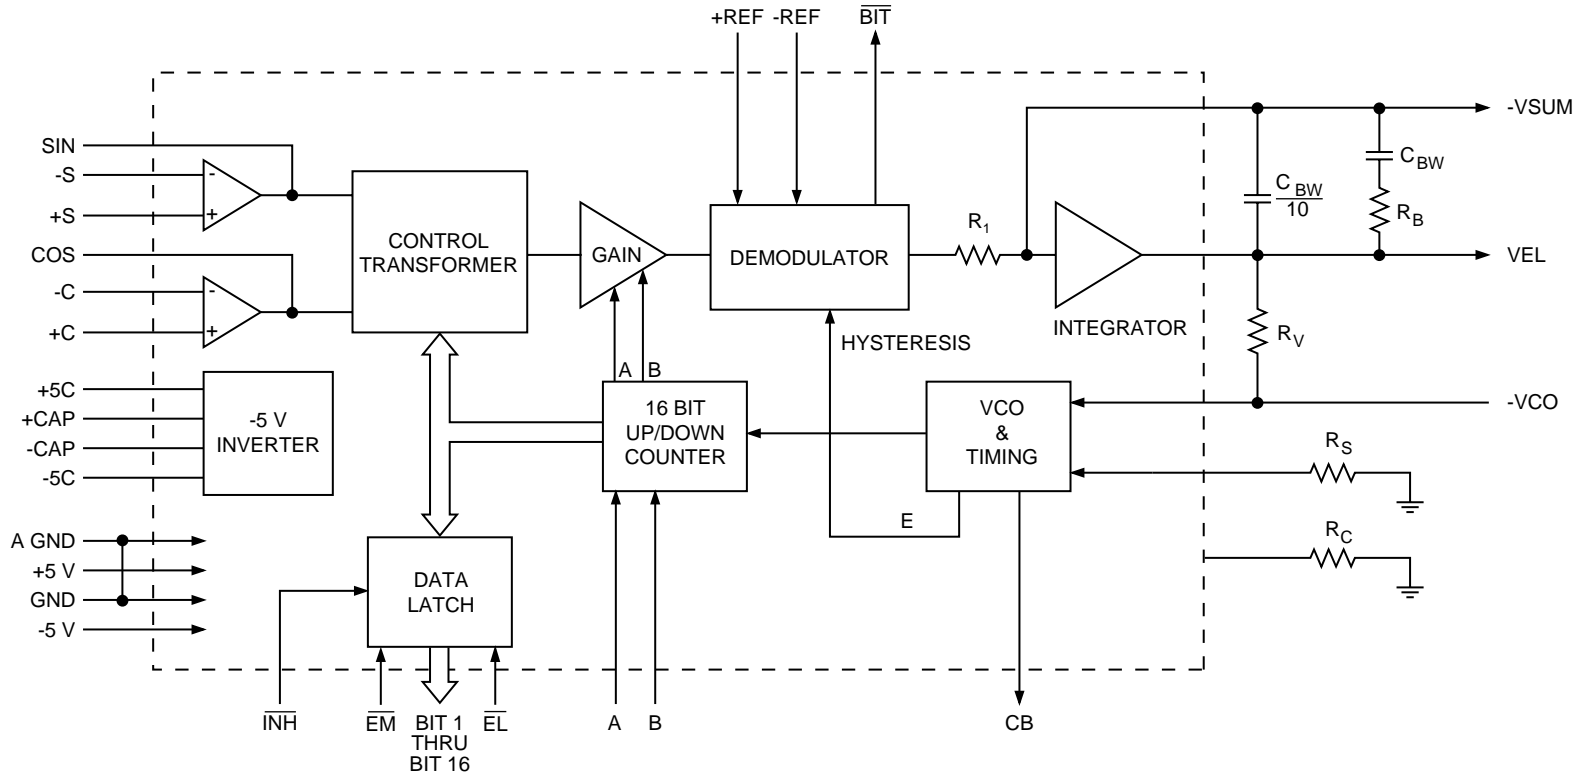 +REF
-REF
BIT
SIN
-S
+S
COS
-C
+C
-
+
-
+
CONTROL
TRANSFORMER
GAIN
DEMODULATOR
R1
INTEGRATOR
-VSUM
CBW
CBW
10
RB
VEL
RV
HYSTERESIS
+5C
+CAP
-CAP
-5C
-5 V
INVERTER
A
B
16 BIT
UP/DOWN
COUNTER
VCO
&
TIMING
-VCO
RS
E
RC
A GND
+5 V
GND
-5 V
DATA
LATCH
INH
EM
BIT 1
THRU
BIT 16
EL
A
B
CB